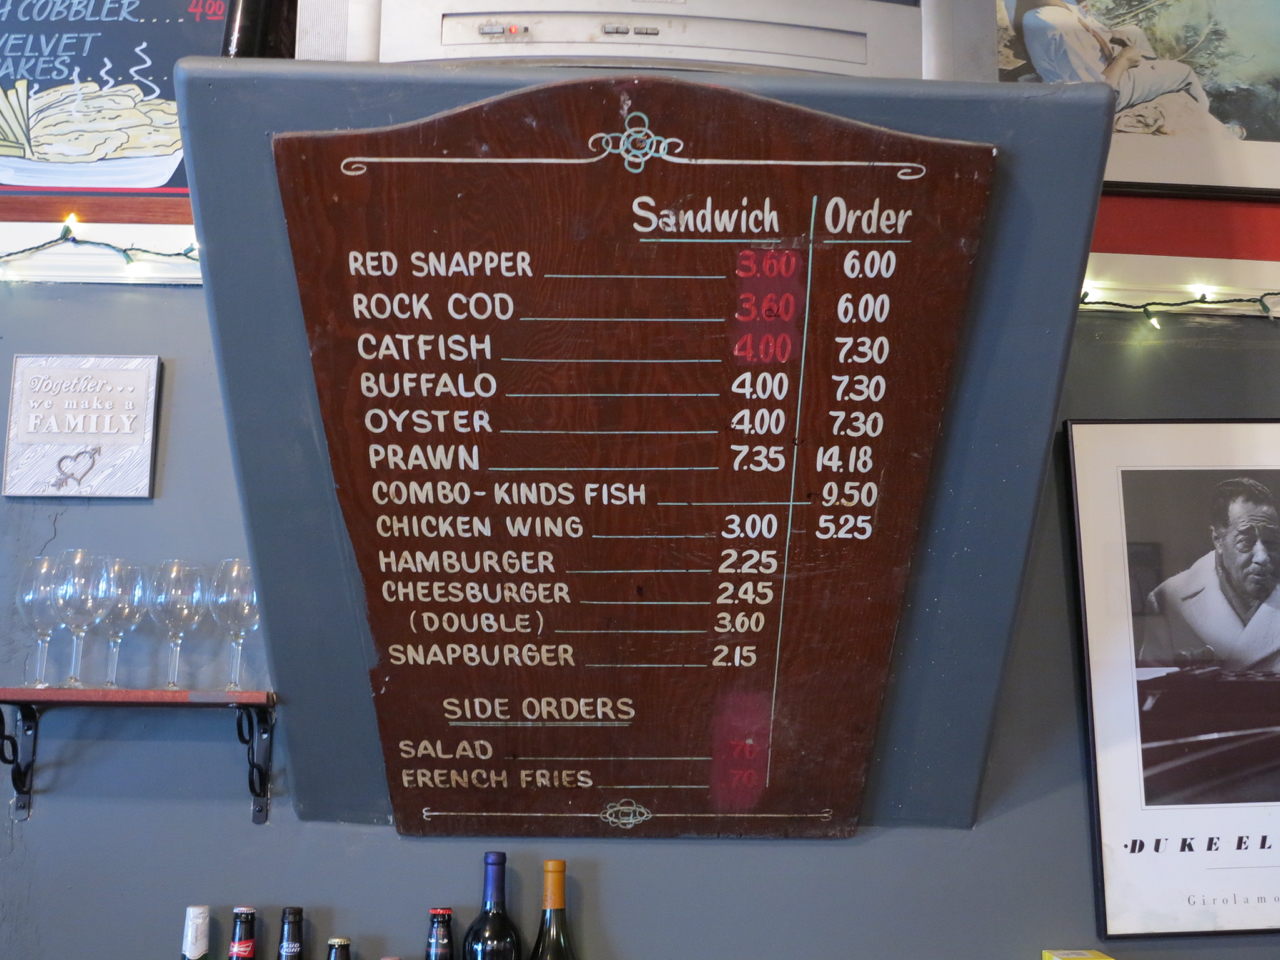 H COBBLER.... 4.00
VELVET
AKES
Together...
we make a
FAMILY
Sandwich Order
RED SNAPPER 3.60 6.00
ROCK COD 3.60 6.00
CATFISH 4.00 7.30
BUFFALO 4.00 7.30
OYSTER 4.00 7.30
PRAWN 7.35 14.18
COMBO-KINDS FISH 9.50
CHICKEN WING 3.00 5.25
HAMBURGER 2.25
CHEESBURGER 2.45
(DOUBLE) 3.60
SNAPBURGER 2.15
SIDE ORDERS
SALAD 70
FRENCH FRIES 70
·DUKE EL
Girolamo